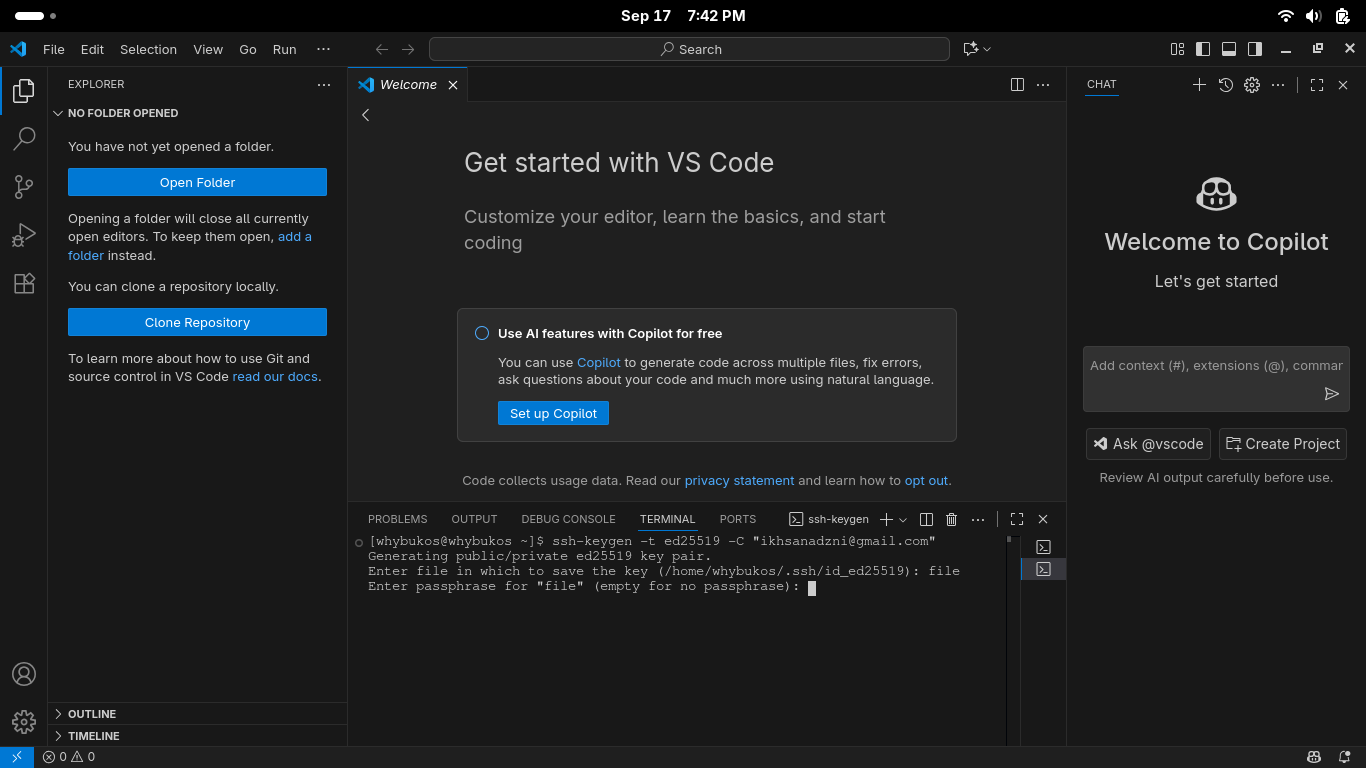 Sep 17 7:42 PM
File Edit Selection View Go Run
Search
EXPLORER
NO FOLDER OPENED
You have not yet opened a folder.
Open Folder
Opening a folder will close all currently
open editors. To keep them open, add a
folder instead.
You can clone a repository locally.
Clone Repository
To learn more about how to use Git and
source control in VS Code read our docs.
OUTLINE
TIMELINE
Welcome
Get started with VS Code
Customize your editor, learn the basics, and start
coding
Use AI features with Copilot for free
You can use Copilot to generate code across multiple files, fix errors,
ask questions about your code and much more using natural language.
Set up Copilot
Code collects usage data. Read our privacy statement and learn how to opt out.
PROBLEMS OUTPUT DEBUG CONSOLE TERMINAL PORTS ssh-keygen
[whybukos@whybukos ~]$ ssh-keygen -t ed25519 -C "ikhsanadzni@gmail.com"
Generating public/private ed25519 key pair.
Enter file in which to save the key (/home/whybukos/.ssh/id_ed25519): file
Enter passphrase for "file" (empty for no passphrase):
CHAT
Welcome to Copilot
Let's get started
Add context (#), extensions (@), commar
Ask @vscode Create Project
Review AI output carefully before use.
0 0